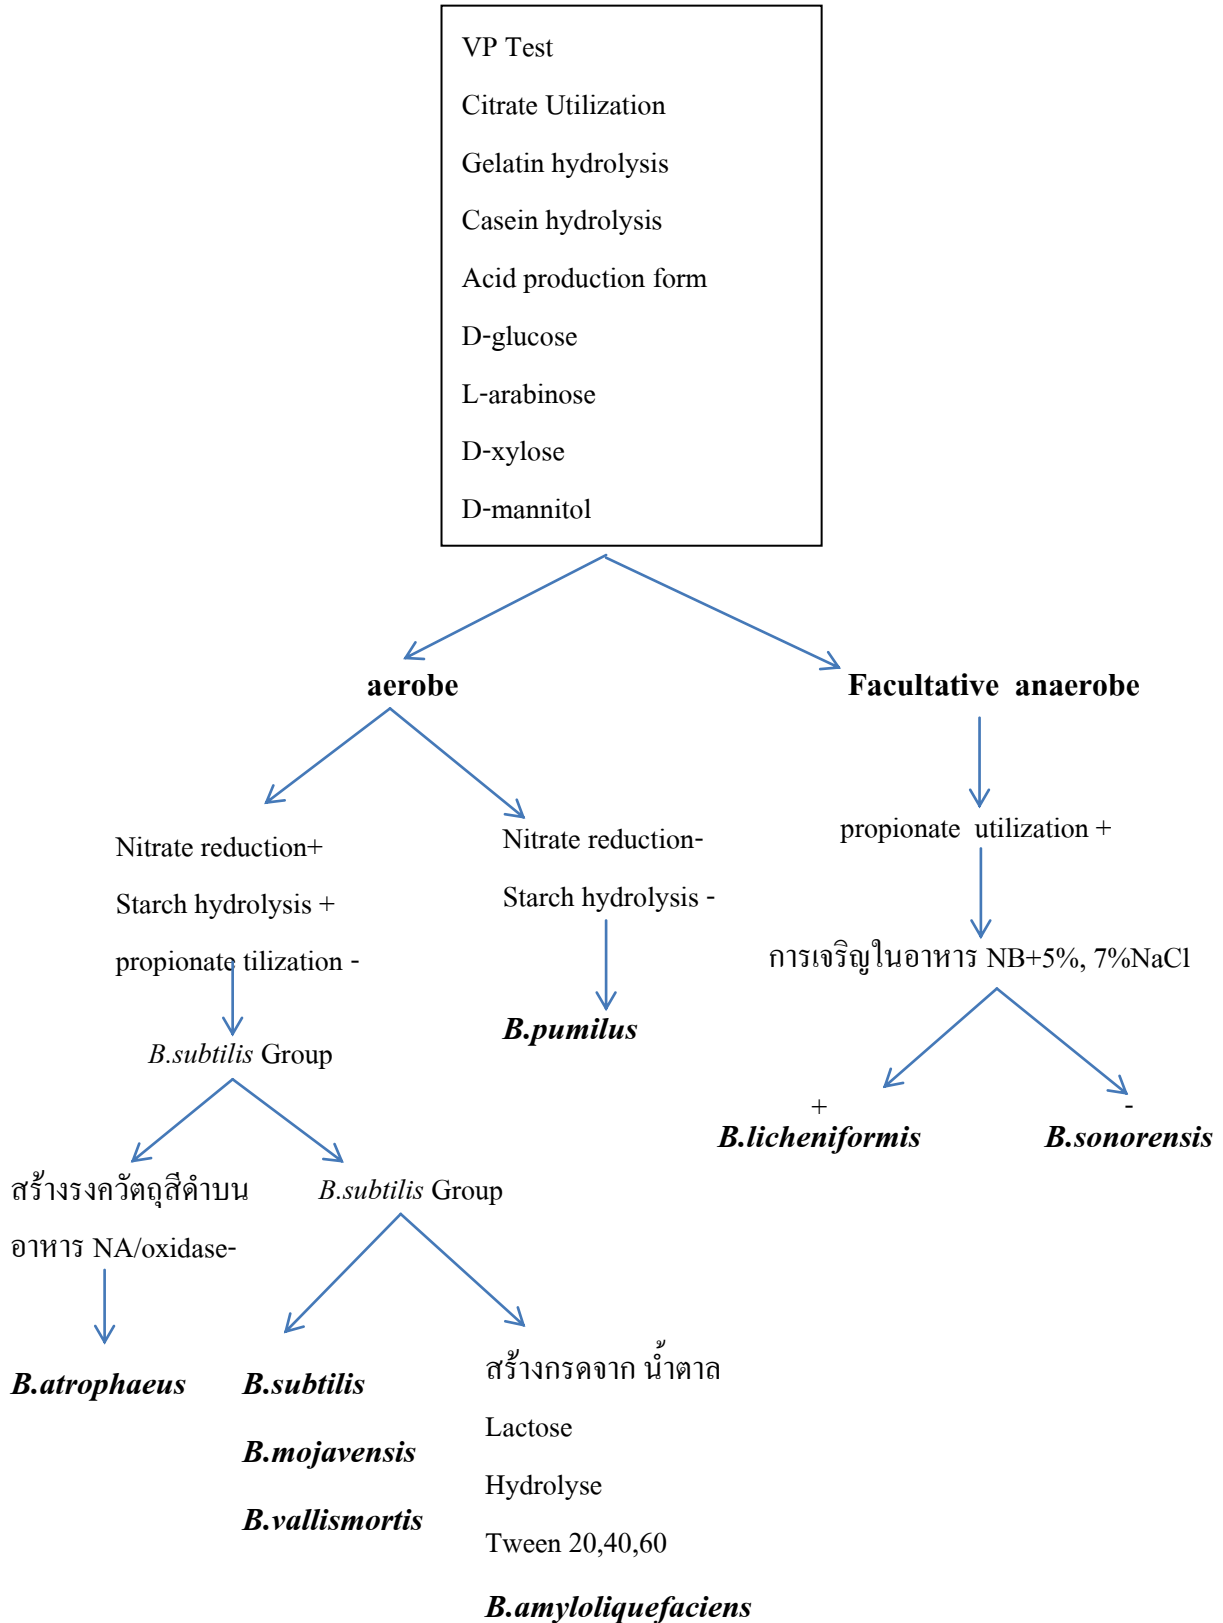 VP Test
Citrate Utilization
Gelatin hydrolysis
Casein hydrolysis
Acid production form
D-glucose
L-arabinose
D-xylose
D-mannitol
aerobe
Facultative anaerobe
Nitrate reduction+
Starch hydrolysis +
propionate tilization -
Nitrate reduction-
Starch hydrolysis -
propionate utilization +
การเจริญในอาหาร NB+5%, 7%NaCl
B.pumilus
B.subtilis Group
+
B.licheniformis
-
B.sonorensis
สร้างรงควัตถุสีดำบน
อาหาร NA/oxidase-
B.subtilis Group
B.atrophaeus
B.subtilis
B.mojavensis
B.vallismortis
สร้างกรดจาก น้ำตาล
Lactose
Hydrolyse
Tween 20,40,60
B.amyloliquefaciens